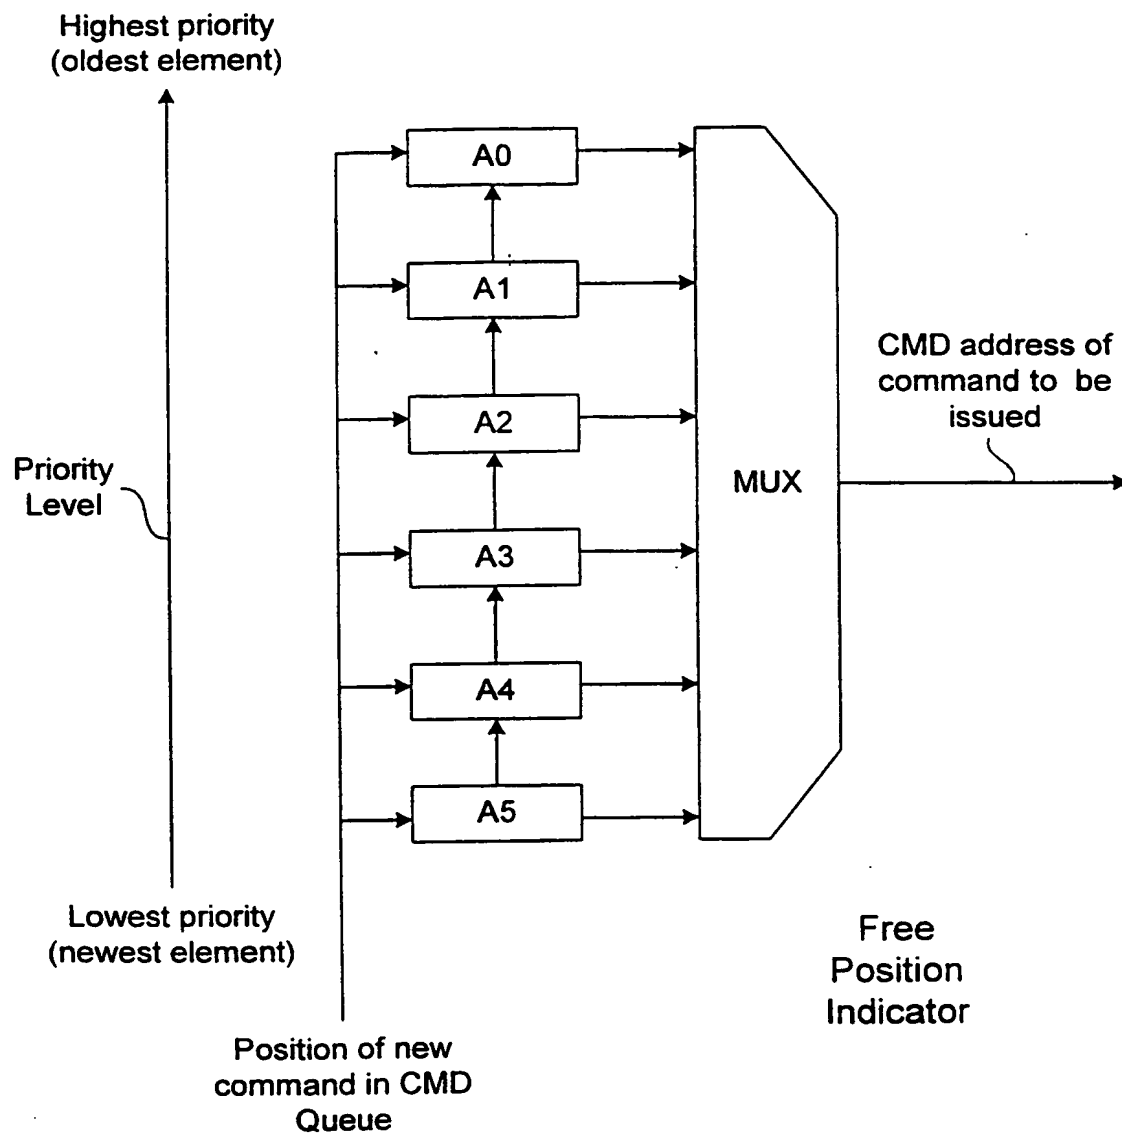 Highest priority
(oldest element)
A0
A1
CMD address of
command to be
issued
A2
Priority
Level
MUX
A3
A4
A5
Lowest priority
(newest element)
Free
Position
Indicator
Position of new
command in CMD
Queue